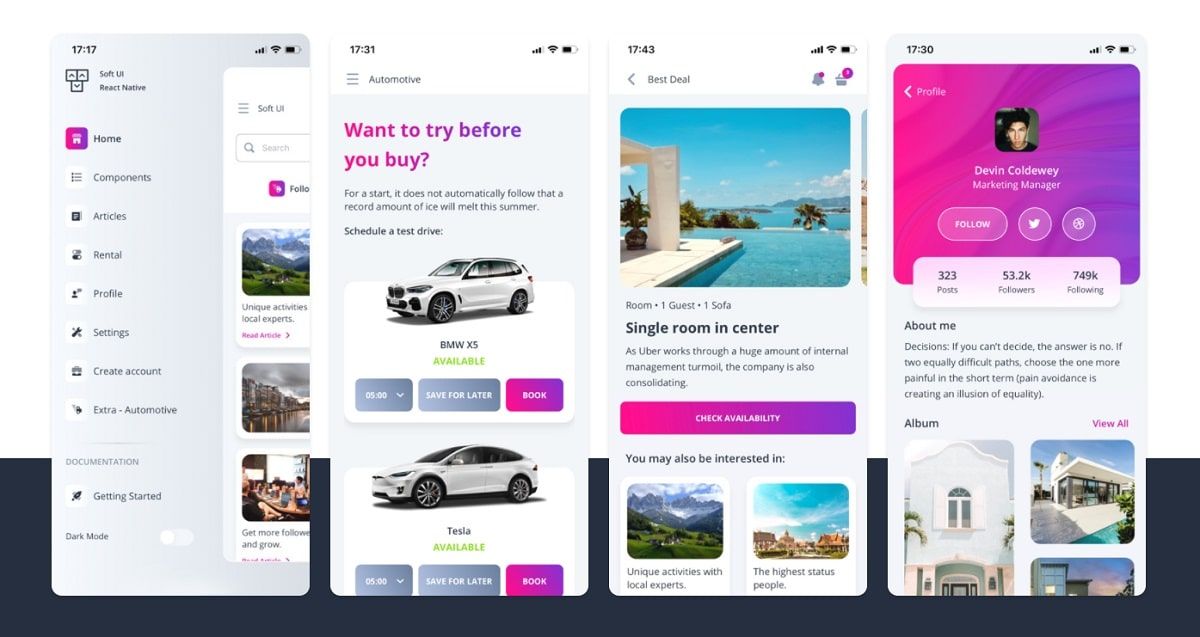 17:17
Soft UI
React Native
Home
Components
Articles
Rental
Profile
Settings
Create account
Extra - Automotive
DOCUMENTATION
Getting Started
Dark Mode
Soft UI
Search
Follo
Unique activities
local experts.
Read Article
Get more followe
and grow.
Read Article
17:31
Automotive
Want to try before
you buy?
For a start, it does not automatically follow that a
record amount of ice will melt this summer.
Schedule a test drive:
BMW X5
AVAILABLE
05:00
SAVE FOR LATER
BOOK
Tesla
AVAILABLE
05:00
SAVE FOR LATER
BOOK
17:43
Best Deal
Room • 1 Guest • 1 Sofa
Single room in center
As Uber works through a huge amount of internal
management turmoil, the company is also
consolidating.
CHECK AVAILABILITY
You may also be interested in:
Unique activities with
local experts.
The highest status
people.
17:30
Profile
Devin Coldewey
Marketing Manager
FOLLOW
323
Posts
53.2k
Followers
749k
Following
About me
Decisions: If you can't decide, the answer is no. If
two equally difficult paths, choose the one more
painful in the short term (pain avoidance is
creating an illusion of equality).
Album
View All